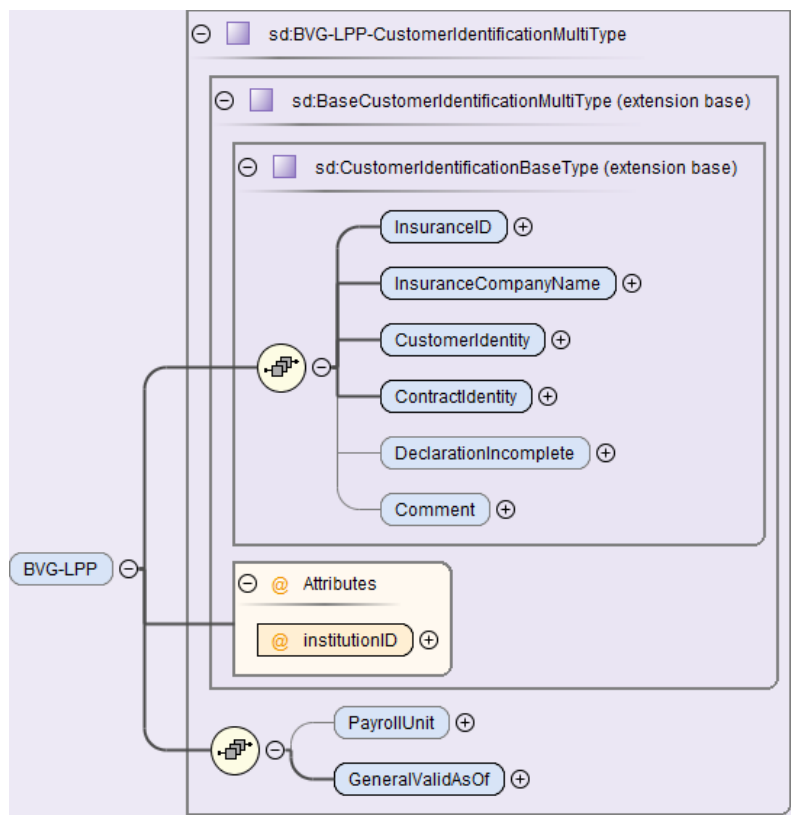 sd:BVG-LPP-CustomerIdentificationMultiType
sd:BaseCustomerIdentificationMultiType (extension base)
sd:CustomerIdentificationBaseType (extension base)
InsuranceID
InsuranceCompanyName
CustomerIdentity
ContractIdentity
DeclarationIncomplete
Comment
BVG-LPP
@ Attributes
@ institutionID
PayrollUnit
GeneralValidAsOf